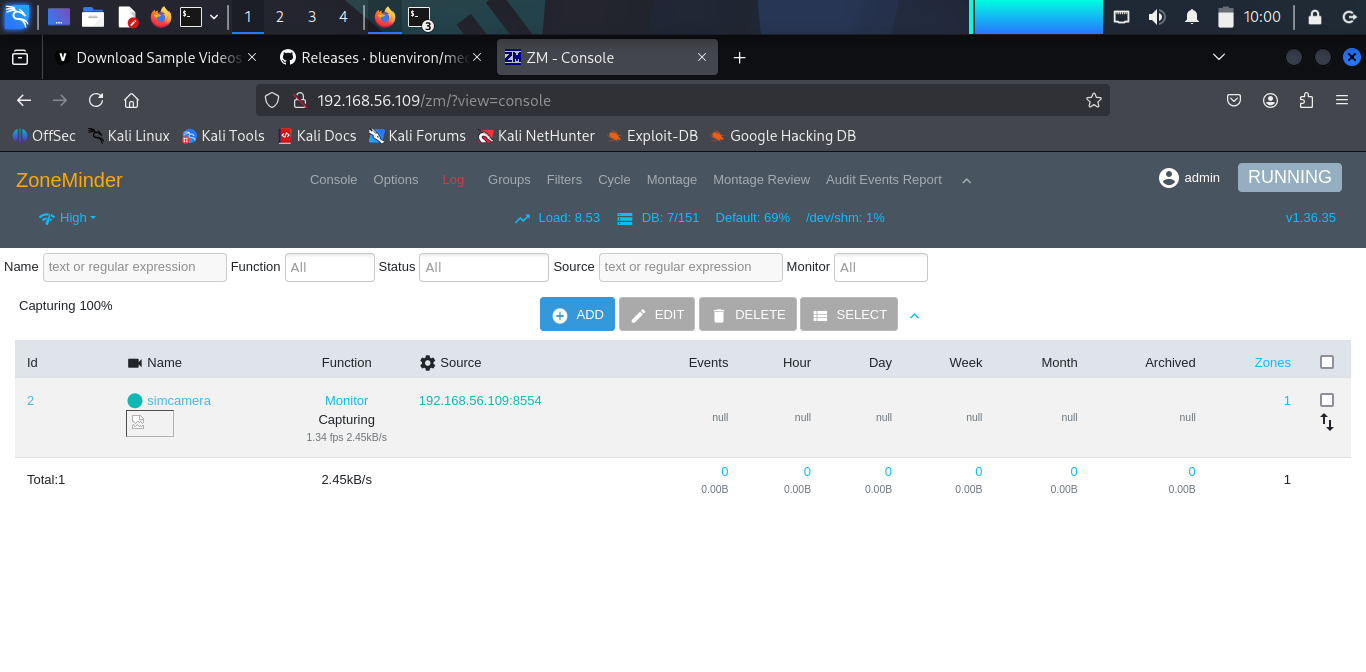 1 2 3 4 3 10:00
V Download Sample Videos Releases · bluenviron/med ZM ZM - Console
192.168.56.109/zm/?view=console
OffSec Kali Linux Kali Tools Kali Docs Kali Forums Kali NetHunter Exploit-DB Google Hacking DB
ZoneMinder Console Options Log Groups Filters Cycle Montage Montage Review Audit Events Report admin RUNNING
High Load: 8.53 DB: 7/151 Default: 69% /dev/shm: 1% v1.36.35
Name text or regular expression Function All Status All Source text or regular expression Monitor All
Capturing 100% ADD EDIT DELETE SELECT
Id Name Function Source Events Hour Day Week Month Archived Zones
2 simcamera Monitor 192.168.56.109:8554 1
Capturing null null null null null null
1.34 fps 2.45kB/s
0 0 0 0 0 0
Total:1 2.45kB/s 1
0.00B 0.00B 0.00B 0.00B 0.00B 0.00B